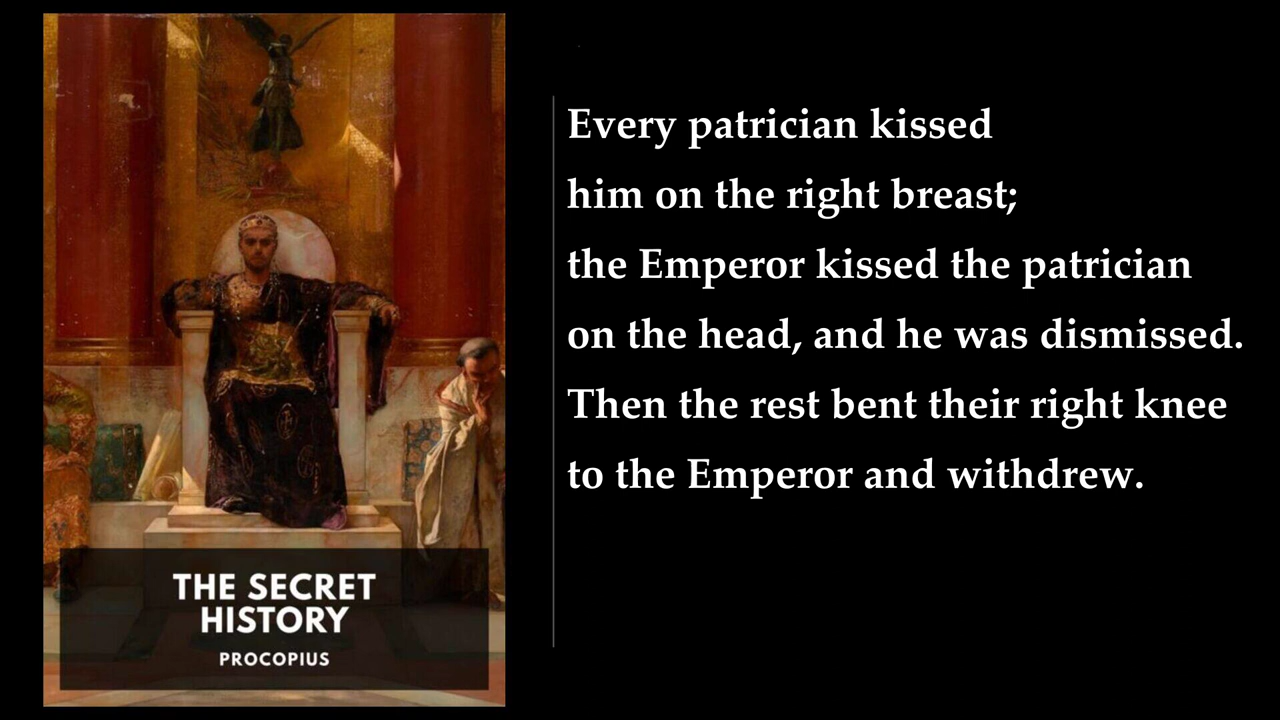 THE SECRET
HISTORY
PROCOPIUS
Every patrician kissed
him on the right breast;
the Emperor kissed the patrician
on the head, and he was dismissed.
Then the rest bent their right knee
to the Emperor and withdrew.